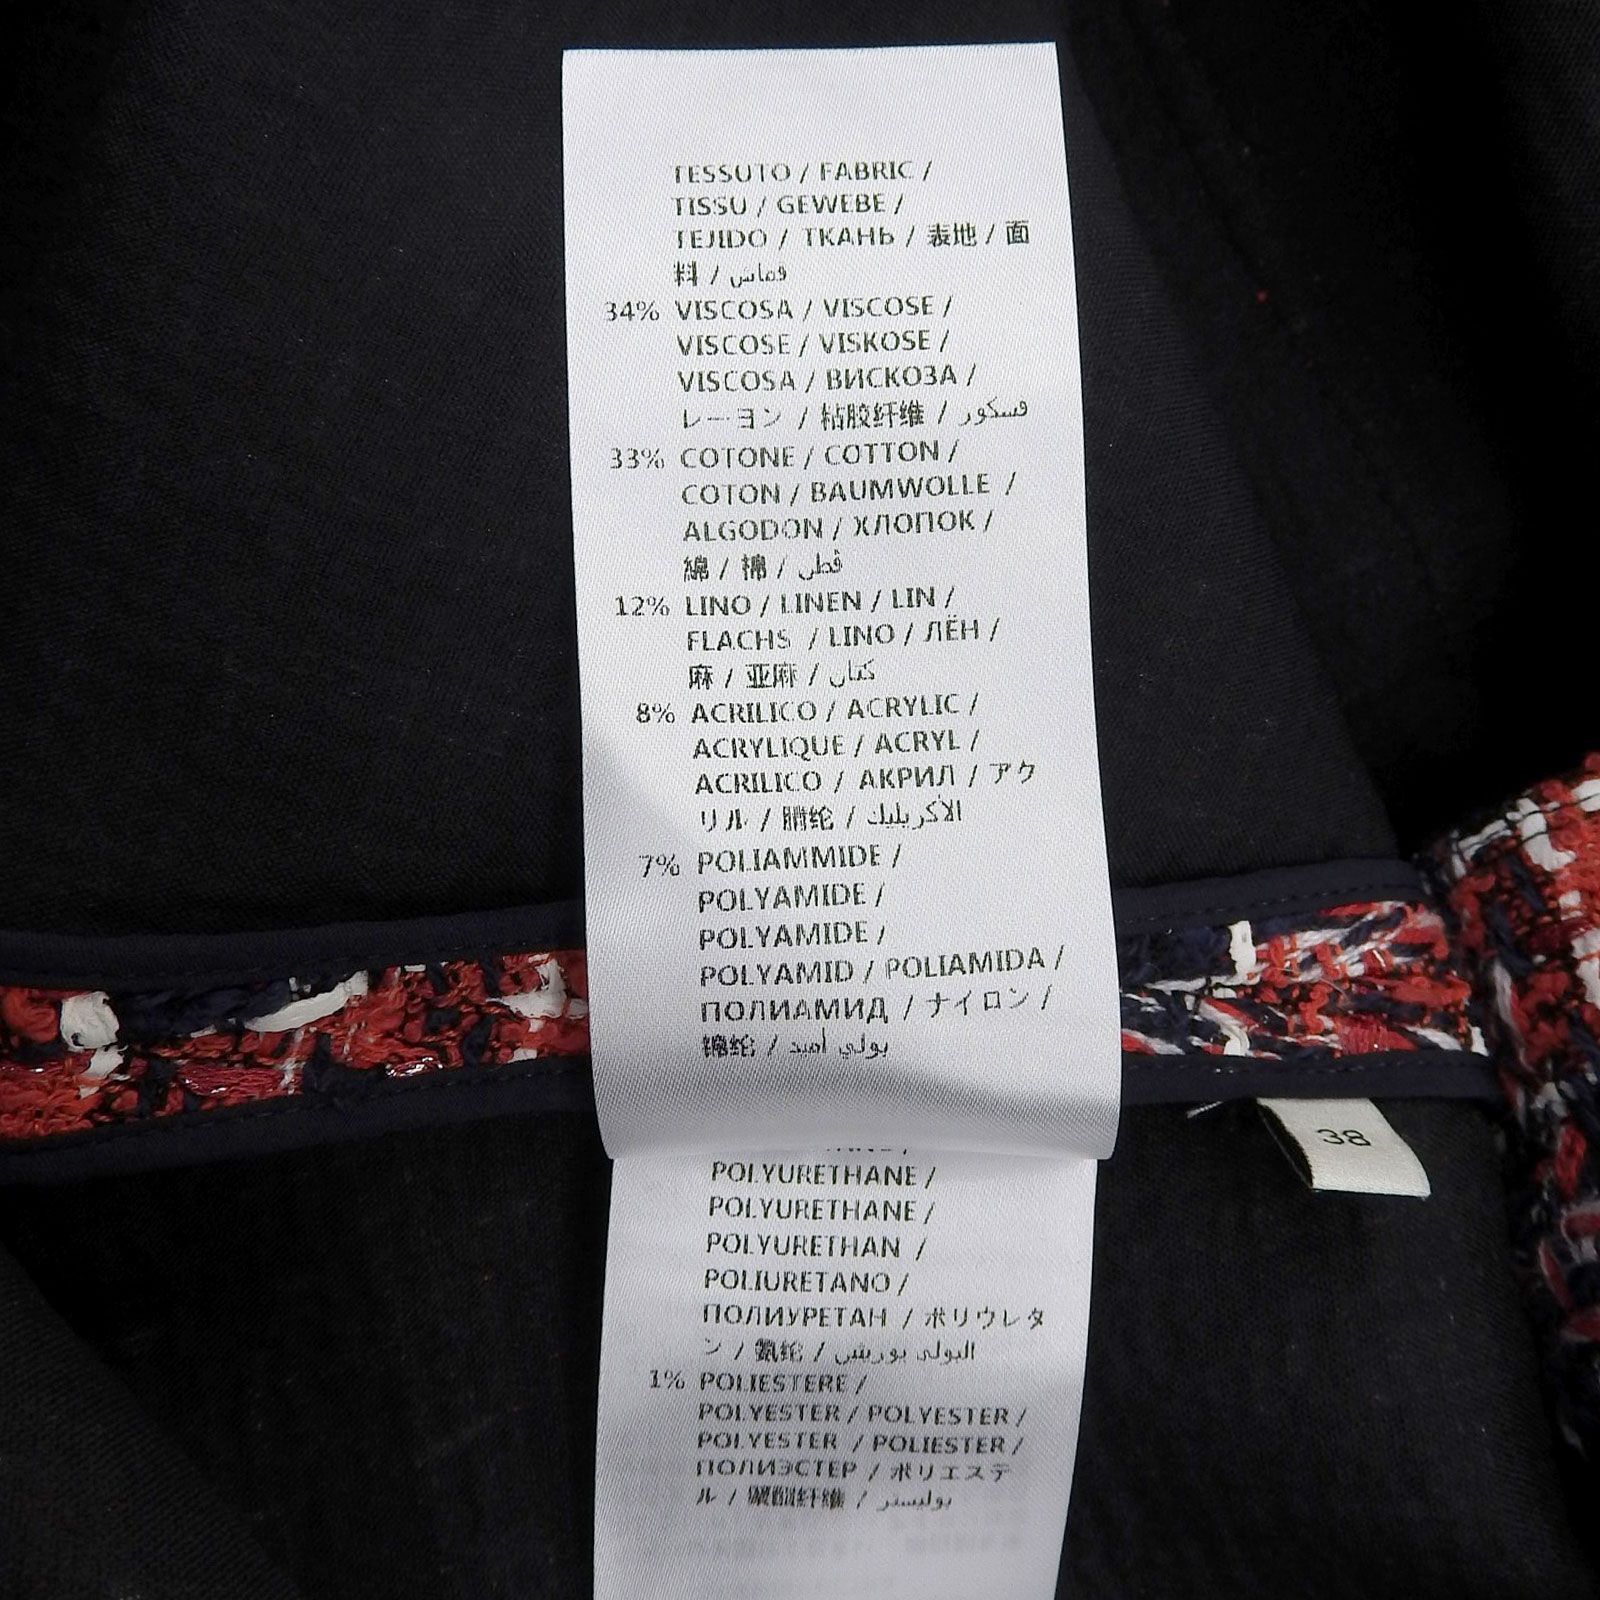 TESSUTO / FABRIC /
TISSU / GEWEBE /
TEJIDO / ТКАНЬ / 表地 / 面
料 / قماش
34% VISCOSA / VISCOSE /
VISCOSE / VISKOSE /
VISCOSA / ВИСКОЗА /
レーヨン / 粘胶纤维 / فسكور
33% COTONE / COTTON /
COTON / BAUMWOLLE /
ALGODON / ХЛОПОК /
綿 / 棉 / قطن
12% LINO / LINEN / LIN /
FLACHS / LINO / ЛЁН /
麻 / 亚麻 / كتان
8% ACRILICO / ACRYLIC /
ACRYLIQUE / ACRYL /
ACRILICO / АКРИЛ / アク
リル / 腈纶 / الأكريليك
7% POLIAMMIDE /
POLYAMIDE /
POLYAMIDE /
POLYAMID / POLIAMIDA /
ПОЛИАМИД / ナイロン /
锦纶 / بولي أميد
POLYURETHANE /
POLYURETHANE /
POLYURETHAN /
POLIURETANO /
ПОЛИУРЕТАН / ポリウレタ
ン / 氨纶 /
1% POLIESTERE /
POLYESTER / POLYESTER /
POLYESTER / POLIESTER /
ПОЛИЭСТЕР / ポリエステ
ル / 聚酯纤维 / بوليستر
38